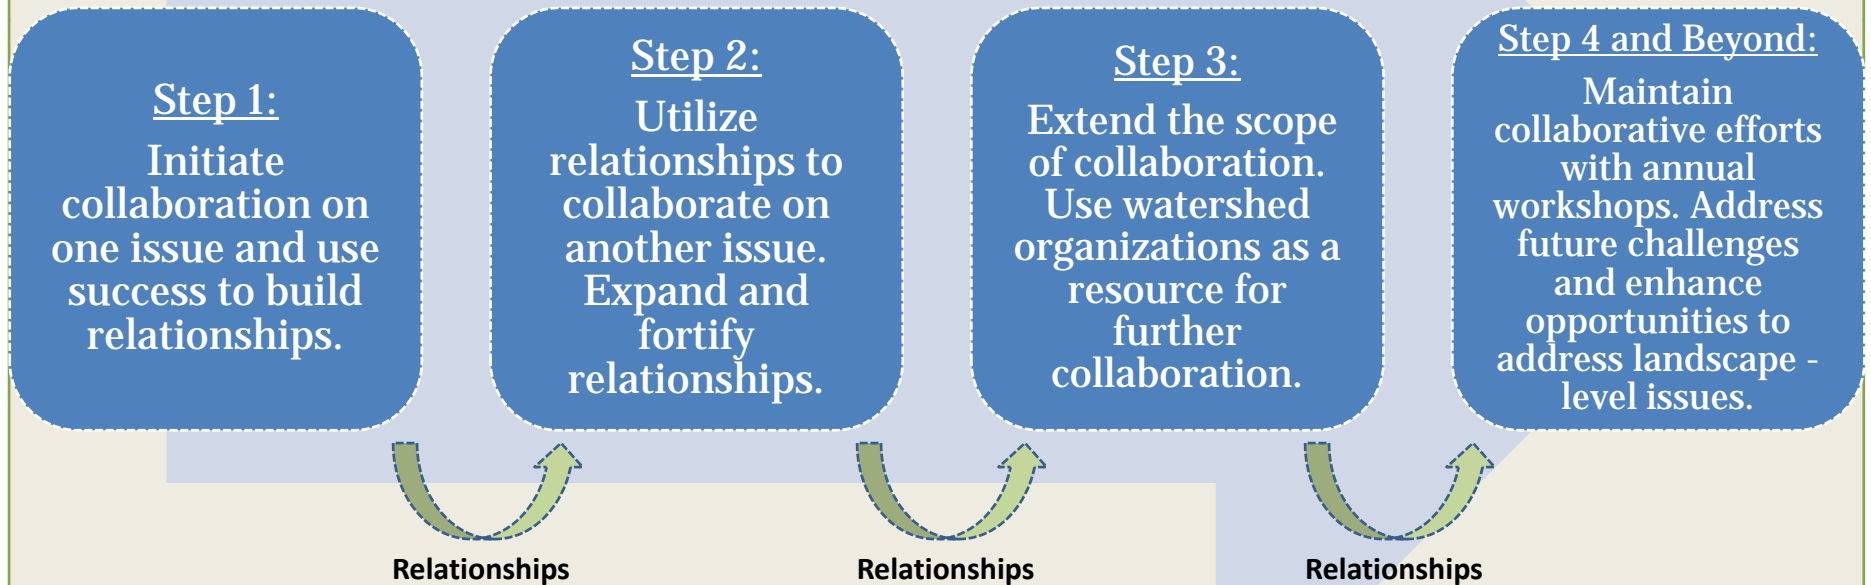 Step 1:
Initiate
collaboration on
one issue and use
success to build
relationships.
Step 2:
Utilize
relationships to
collaborate on
another issue.
Expand and
fortify
relationships.
Step 3:
Extend the scope
of collaboration.
Use watershed
organizations as a
resource for
further
collaboration.
Step 4 and Beyond:
Maintain
collaborative efforts
with annual
workshops. Address
future challenges
and enhance
opportunities to
address landscape -
level issues.
Relationships
Relationships
Relationships